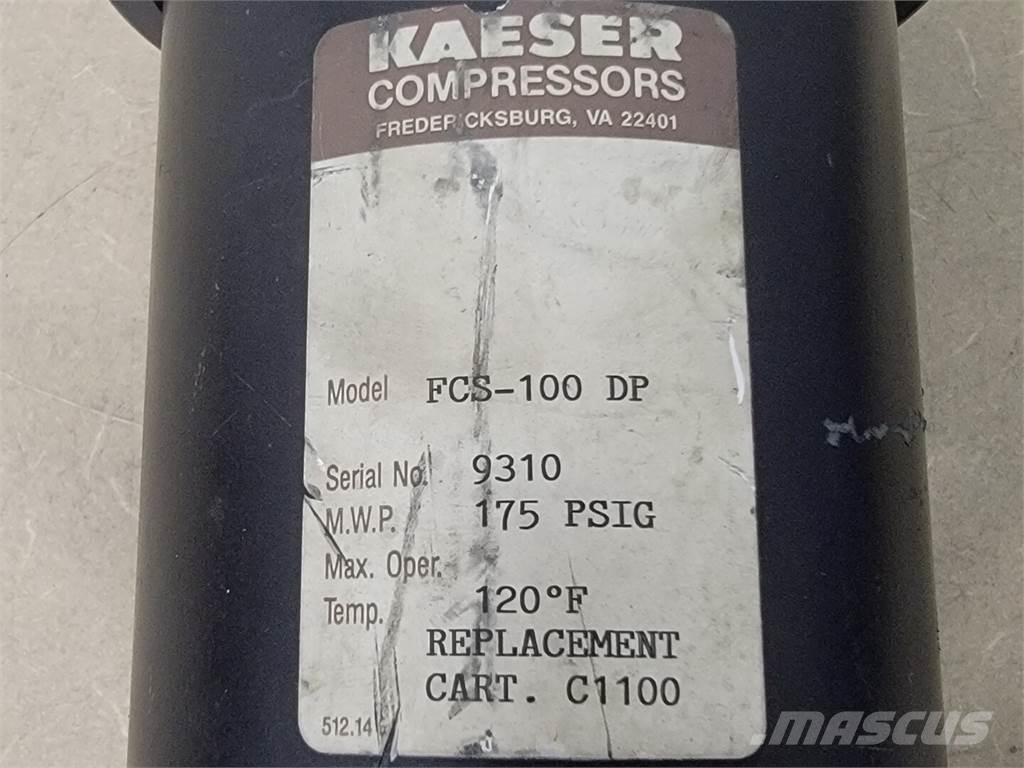 KAESER
COMPRESSORS
FREDERICKSBURG, VA 22401
Model FCS-100 DP
Serial No. 9310
M.W.P. 175 PSIG
Max. Oper.
Temp. 120°F
REPLACEMENT
CART. C1100
512.14
MASCUS